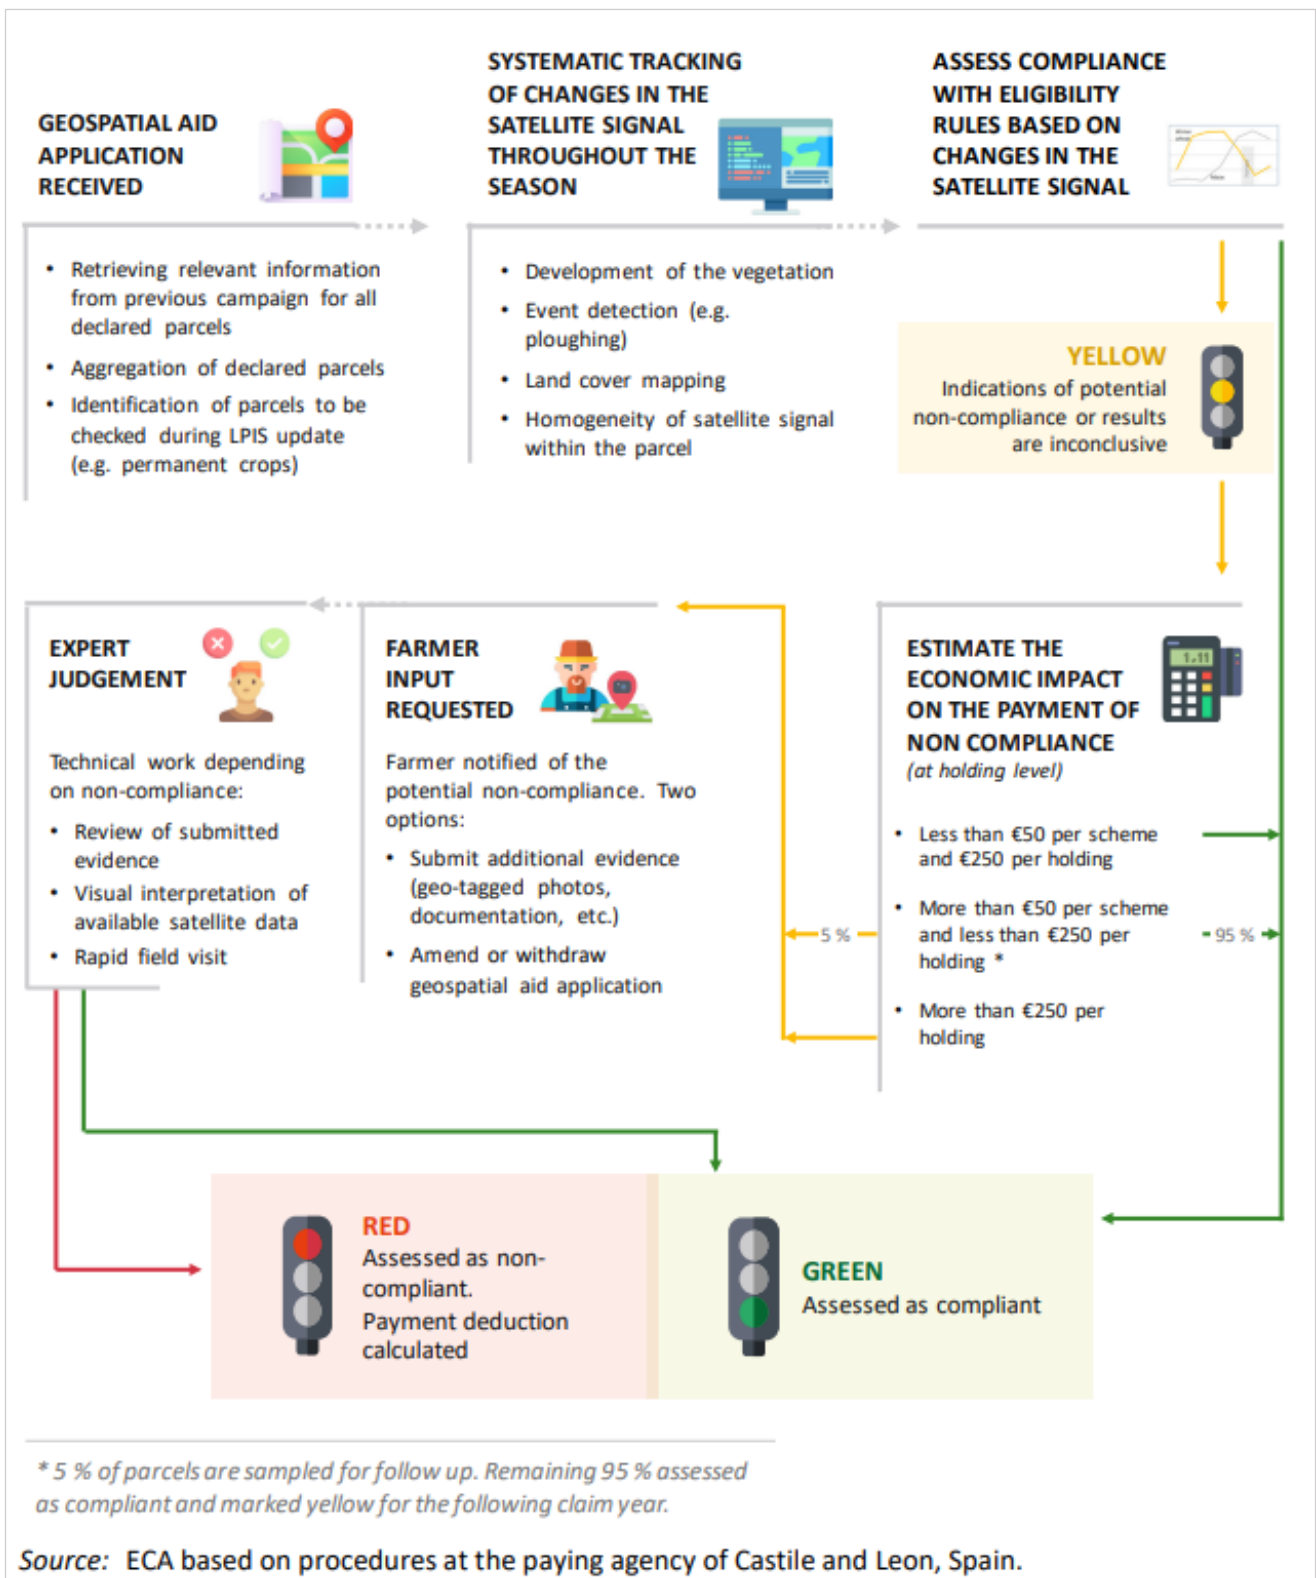 GEOSPATIAL AID
APPLICATION
RECEIVED
• Retrieving relevant information
from previous campaign for all
declared parcels
• Aggregation of declared parcels
• Identification of parcels to be
checked during LPIS update
(e.g. permanent crops)
SYSTEMATIC TRACKING
OF CHANGES IN THE
SATELLITE SIGNAL
THROUGHOUT THE
SEASON
• Development of the vegetation
• Event detection (e.g.
ploughing)
• Land cover mapping
• Homogeneity of satellite signal
within the parcel
ASSESS COMPLIANCE
WITH ELIGIBILITY
RULES BASED ON
CHANGES IN THE
SATELLITE SIGNAL
YELLOW
Indications of potential
non-compliance or results
are inconclusive
ESTIMATE THE
ECONOMIC IMPACT
ON THE PAYMENT OF
NON COMPLIANCE
(at holding level)
1.11
• Less than €50 per scheme
and €250 per holding
• More than €50 per scheme
and less than €250 per
holding *
• More than €250 per
holding
5 %
95 %
FARMER
INPUT
REQUESTED
Farmer notified of the
potential non-compliance. Two
options:
• Submit additional evidence
(geo-tagged photos,
documentation, etc.)
• Amend or withdraw
geospatial aid application
EXPERT
JUDGEMENT
Technical work depending
on non-compliance:
• Review of submitted
evidence
• Visual interpretation of
available satellite data
• Rapid field visit
RED
Assessed as non-
compliant.
Payment deduction
calculated
GREEN
Assessed as compliant
* 5 % of parcels are sampled for follow up. Remaining 95 % assessed
as compliant and marked yellow for the following claim year.
Source: ECA based on procedures at the paying agency of Castile and Leon, Spain.